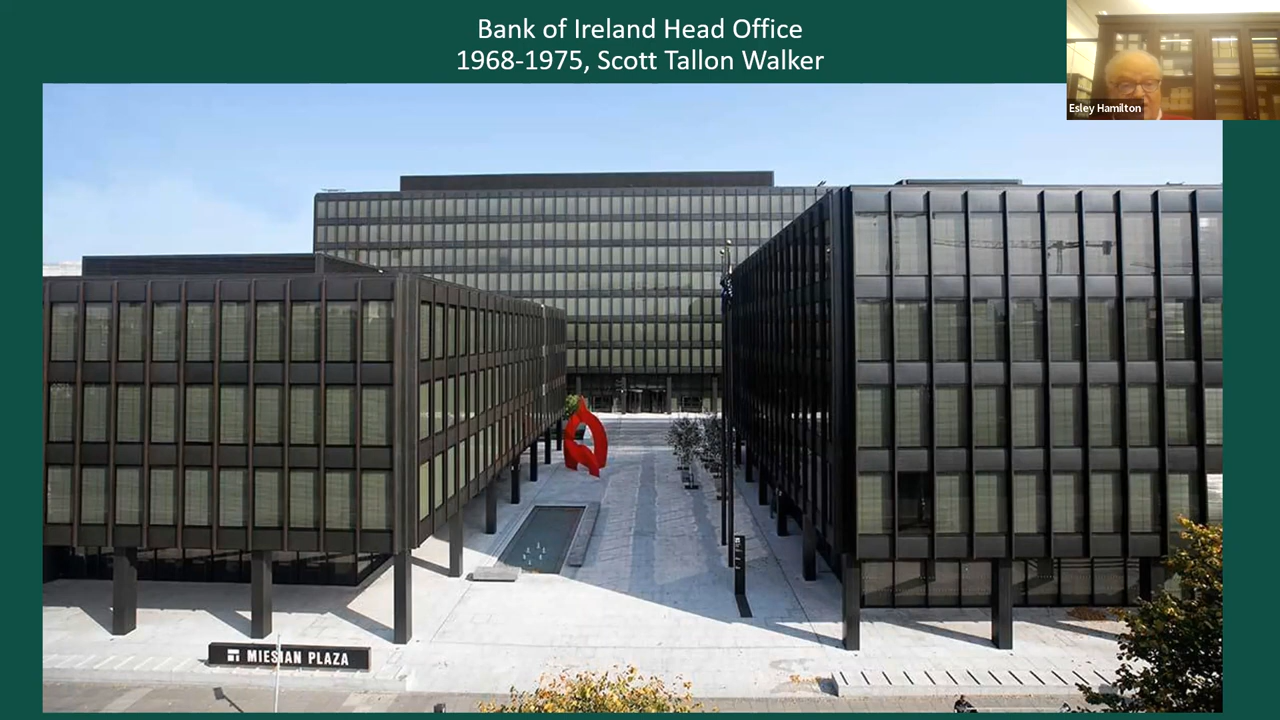 Bank of Ireland Head Office
1968-1975, Scott Tallon Walker
Esley Hamilton
MIESIAN PLAZA